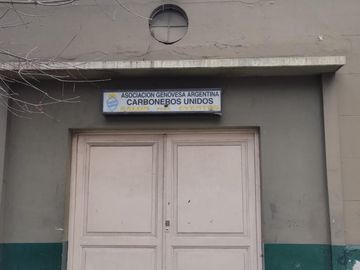 ASOCIACION GENOVESA ARGENTINA
CARBONEROS UNIDOS